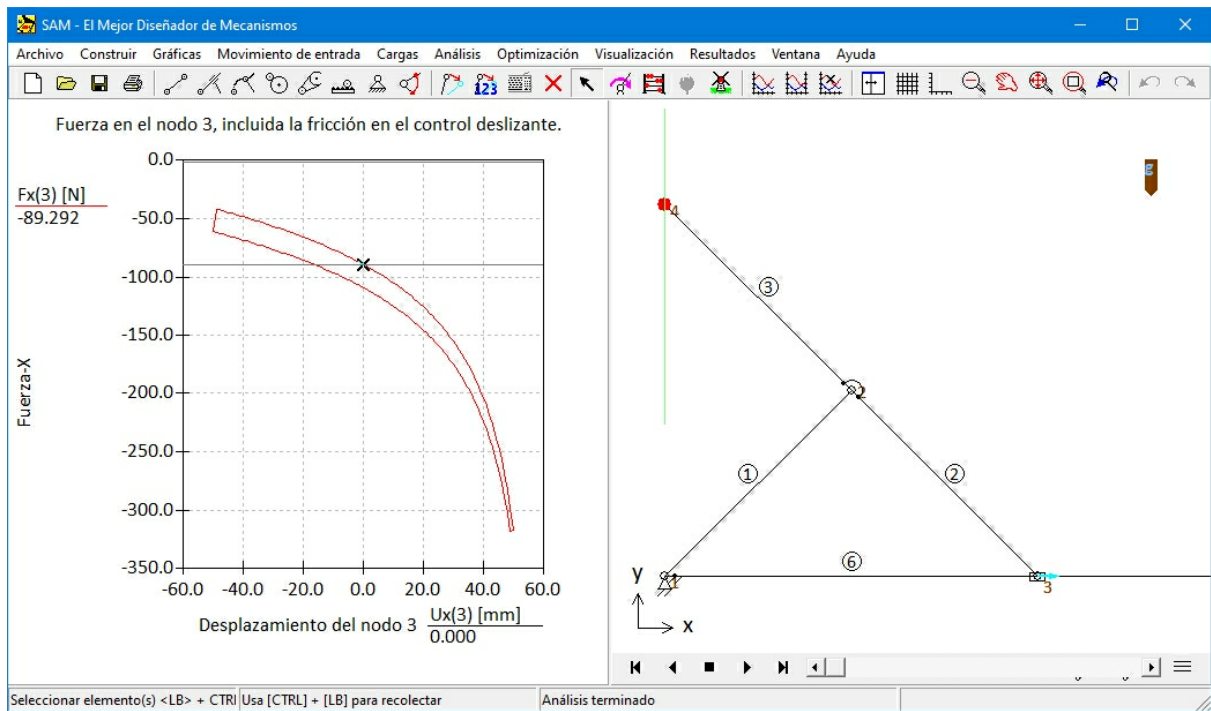 SAM - El Mejor Diseñador de Mecanismos
Archivo Construir Gráficas Movimiento de entrada Cargas Análisis Optimización Visualización Resultados Ventana Ayuda
123
Fuerza en el nodo 3, incluida la fricción en el control deslizante.
Fx(3) [N]
-89.292
Fuerza-X
0.0
-50.0
-100.0
-150.0
-200.0
-250.0
-300.0
-350.0
-60.0 -40.0 -20.0 0.0 20.0 40.0 60.0
Desplazamiento del nodo 3 Ux(3) [mm]
0.000
g
4
3
2
1 2
6
y
1 3
x
Seleccionar elemento(s) <LB> + CTRI Usa [CTRL] + [LB] para recolectar Análisis terminado